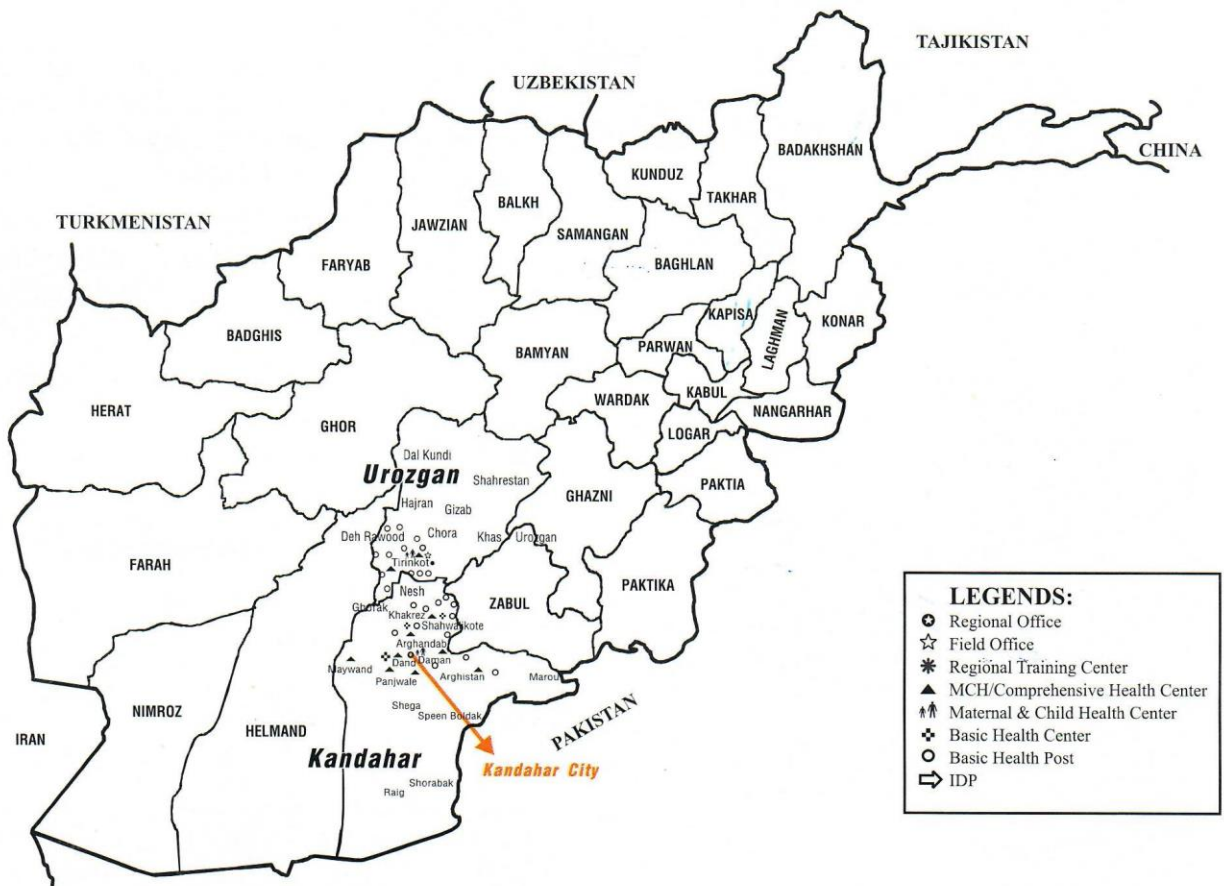 TAJIKISTAN
UZBEKISTAN
CHINA
TURKMENISTAN
BADAKHSHAN
KUNDUZ
TAKHAR
BALKH
JAWZIAN
SAMANGAN
FARYAB
BAGHLAN
KAPISA
LAGHMAN
KONAR
BADGHIS
BAMYAN
PARWAN
KABUL
WARDAK
NANGARHAR
HERAT
GHOR
LOGAR
Dal Kundi
Urozgan
Shahrestan
GHAZNI
PAKTIA
Hajran
Gizab
Deh Rawood
Chora
Khas Urozgan
Tirinkot
FARAH
PAKTIKA
Nesh
ZABUL
Ghorak
Khakrez
Shahwalikote
Arghandab
Maywand
Dand
Daman
Panjwale
Arghistan
Marouf
Shega
Speen Boldak
NIMROZ
HELMAND
IRAN
PAKISTAN
Kandahar
Kandahar City
Shorabak
Raig
LEGENDS:
Regional Office
Field Office
Regional Training Center
MCH/Comprehensive Health Center
Maternal & Child Health Center
Basic Health Center
Basic Health Post
IDP